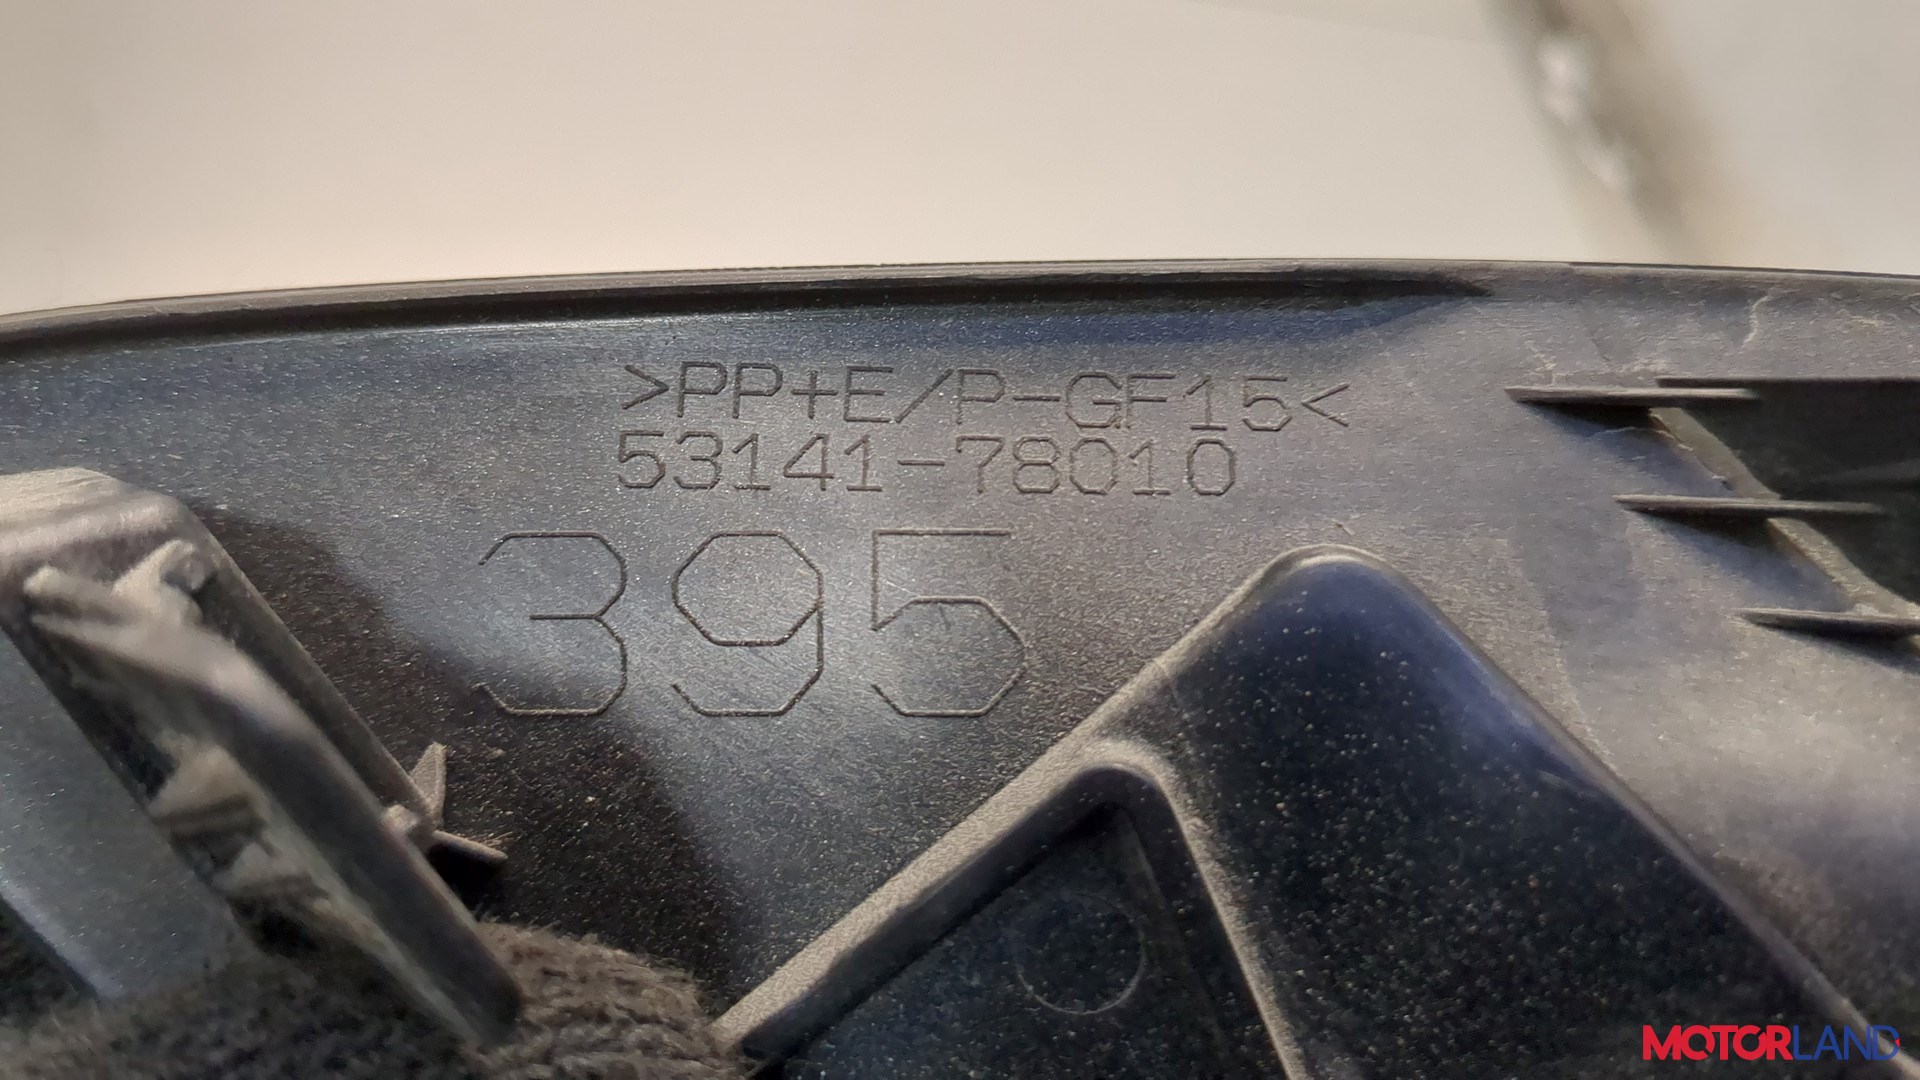 >PP+E/P-GF15<
53141-78010
395
MOTORLAND